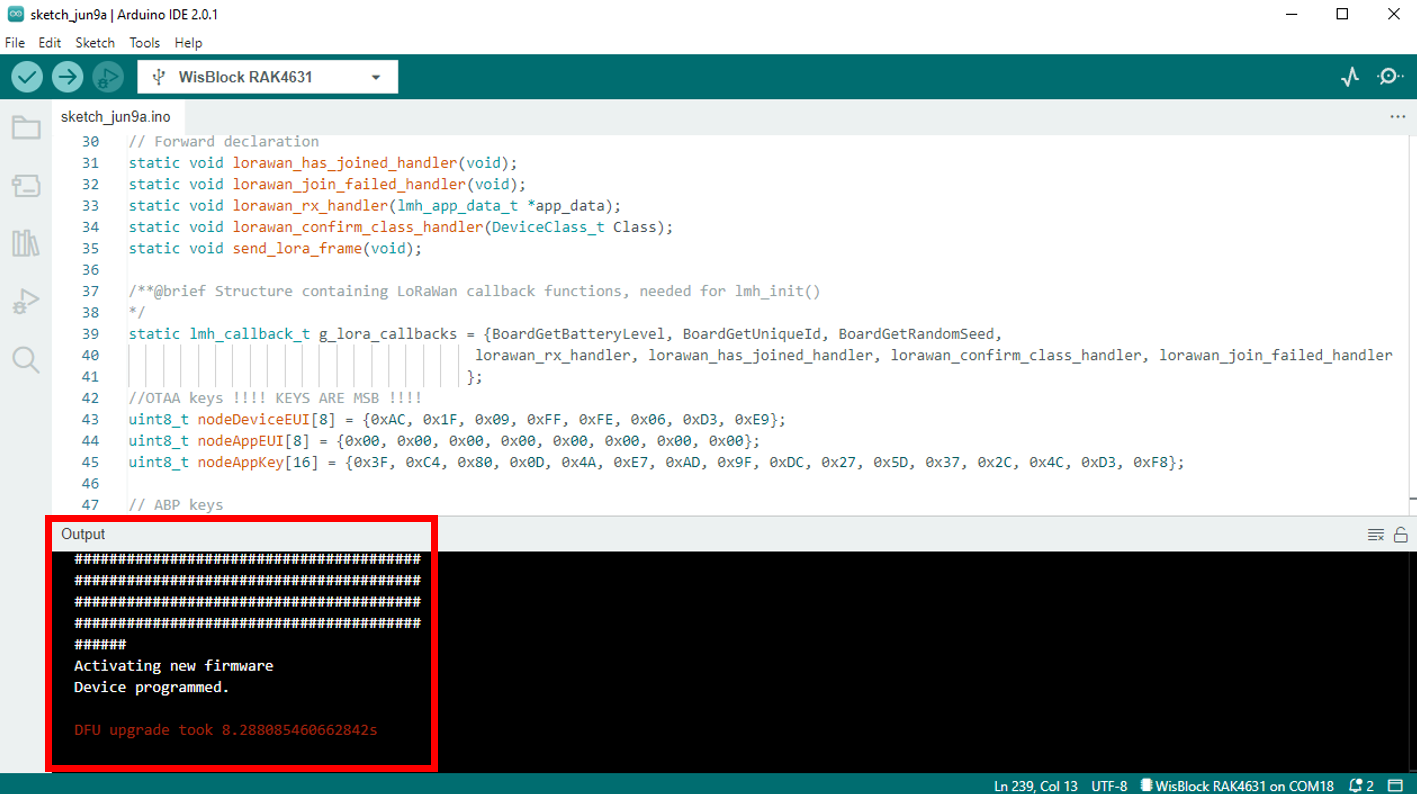 sketch_jun9a | Arduino IDE 2.0.1
File Edit Sketch Tools Help
WisBlock RAK4631
sketch_jun9a.ino
30 // Forward declaration
31 static void lorawan_has_joined_handler(void);
32 static void lorawan_join_failed_handler(void);
33 static void lorawan_rx_handler(lmh_app_data_t *app_data);
34 static void lorawan_confirm_class_handler(DeviceClass_t Class);
35 static void send_lora_frame(void);
36
37 /**@brief Structure containing LoRaWan callback functions, needed for lmh_init()
38 */
39 static lmh_callback_t g_lora_callbacks = {BoardGetBatteryLevel, BoardGetUniqueId, BoardGetRandomSeed,
40 lorawan_rx_handler, lorawan_has_joined_handler, lorawan_confirm_class_handler, lorawan_join_failed_handler
41 };
42 //OTAA keys !!!! KEYS ARE MSB !!!!
43 uint8_t nodeDeviceEUI[8] = {0xAC, 0x1F, 0x09, 0xFF, 0xFE, 0x06, 0xD3, 0xE9};
44 uint8_t nodeAppEUI[8] = {0x00, 0x00, 0x00, 0x00, 0x00, 0x00, 0x00, 0x00};
45 uint8_t nodeAppKey[16] = {0x3F, 0xC4, 0x80, 0x0D, 0x4A, 0xE7, 0xAD, 0x9F, 0xDC, 0x27, 0x5D, 0x37, 0x2C, 0x4C, 0xD3, 0xF8};
46
47 // ABP keys
Output
########################################
########################################
########################################
########################################
######
Activating new firmware
Device programmed.
DFU upgrade took 8.288085460662842s
Ln 239, Col 13 UTF-8 WisBlock RAK4631 on COM18 2